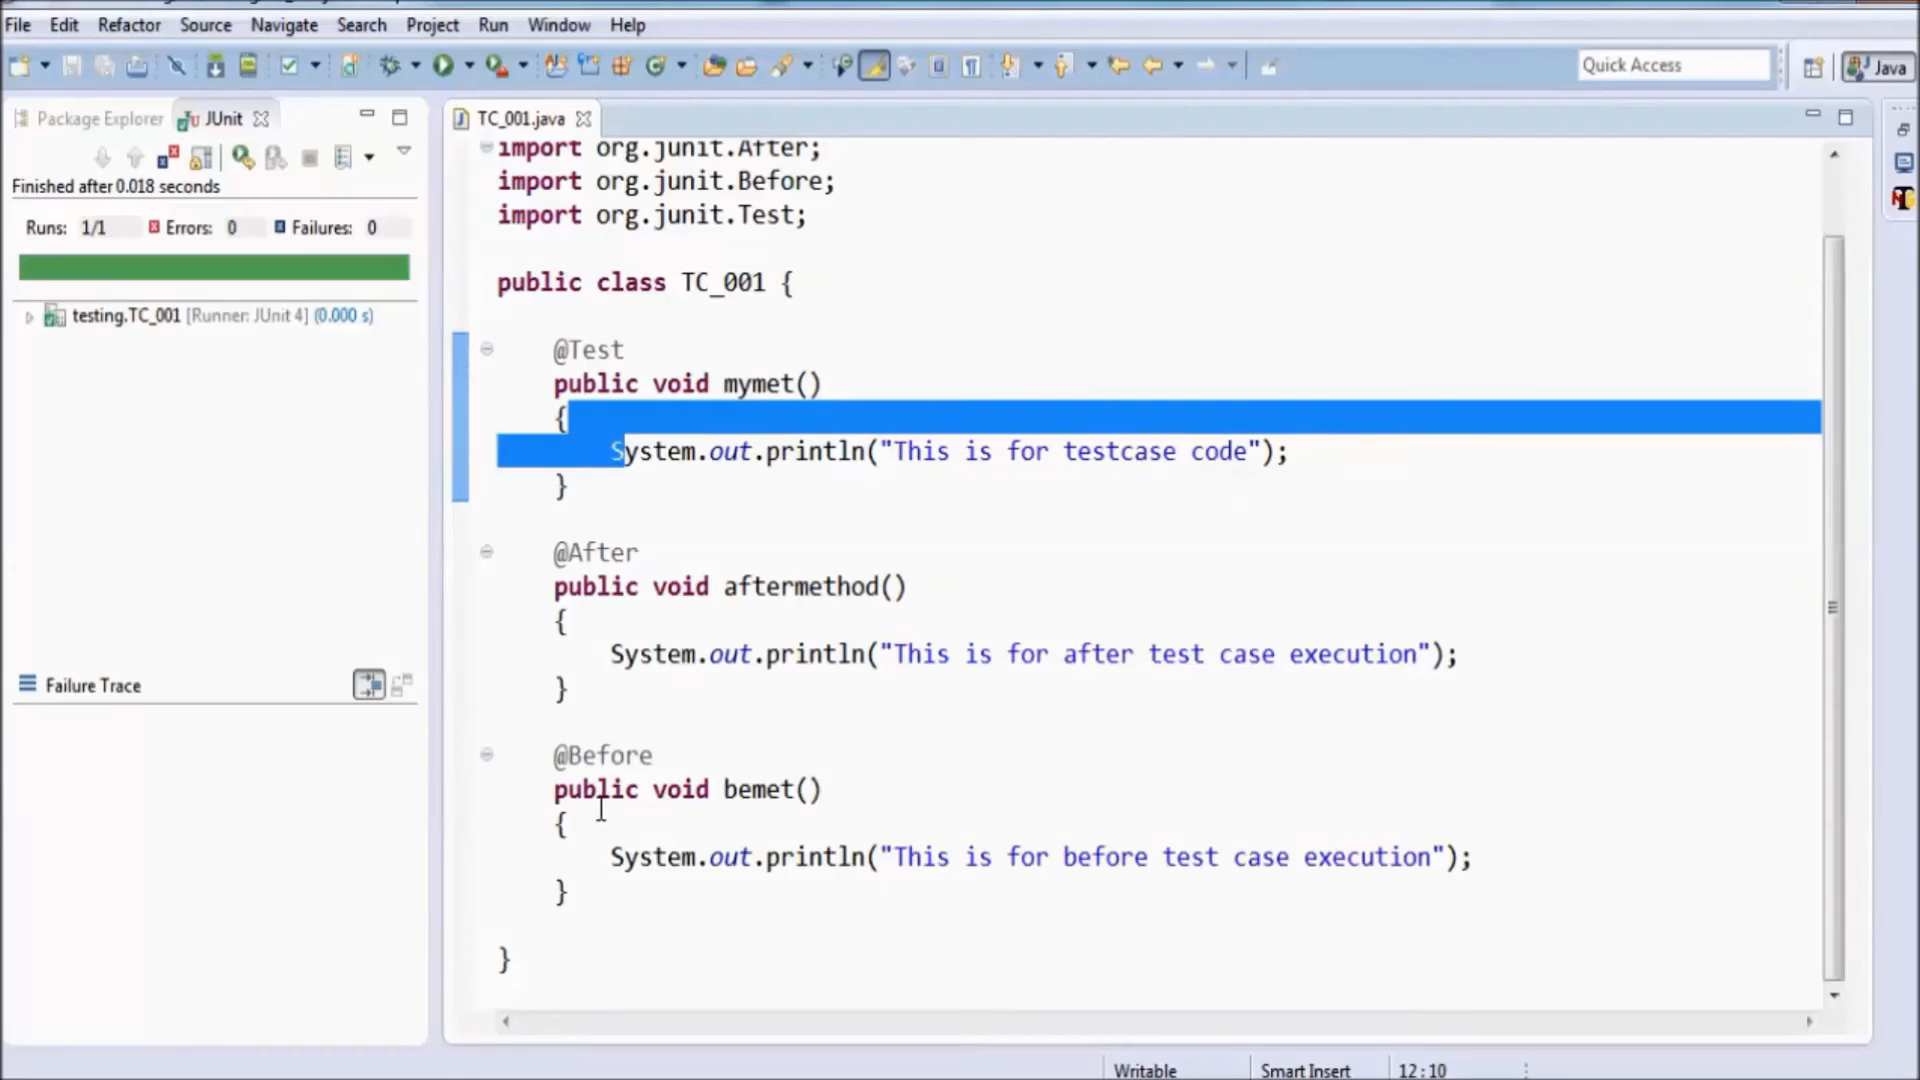 File Edit Refactor Source Navigate Search Project Run Window Help
Quick Access
Java
Package Explorer
JUnit
TC_001.java
Finished after 0.018 seconds
Runs: 1/1 Errors: 0 Failures: 0
testing.TC_001 [Runner: JUnit 4] (0.000 s)
Failure Trace
import org.junit.After;
import org.junit.Before;
import org.junit.Test;
public class TC_001 {
@Test
public void mymet()
{
System.out.println("This is for testcase code");
}
@After
public void aftermethod()
{
System.out.println("This is for after test case execution");
}
@Before
public void bemet()
{
System.out.println("This is for before test case execution");
}
}
Writable Smart Insert 12:10